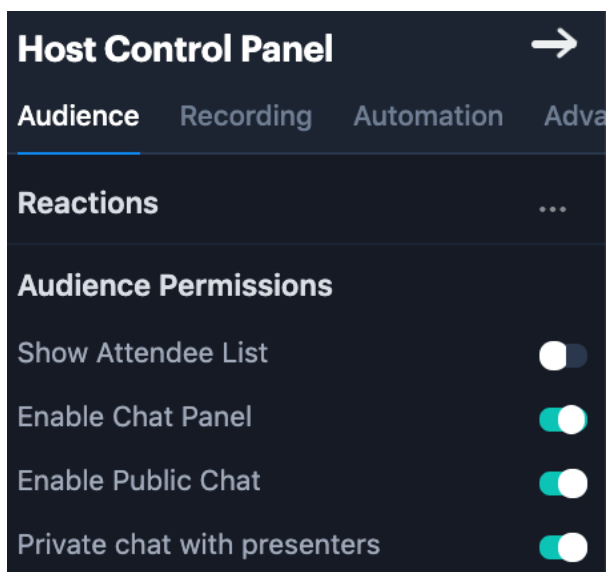 Host Control Panel
Audience Recording Automation Adva
Reactions ...
Audience Permissions
Show Attendee List
Enable Chat Panel
Enable Public Chat
Private chat with presenters